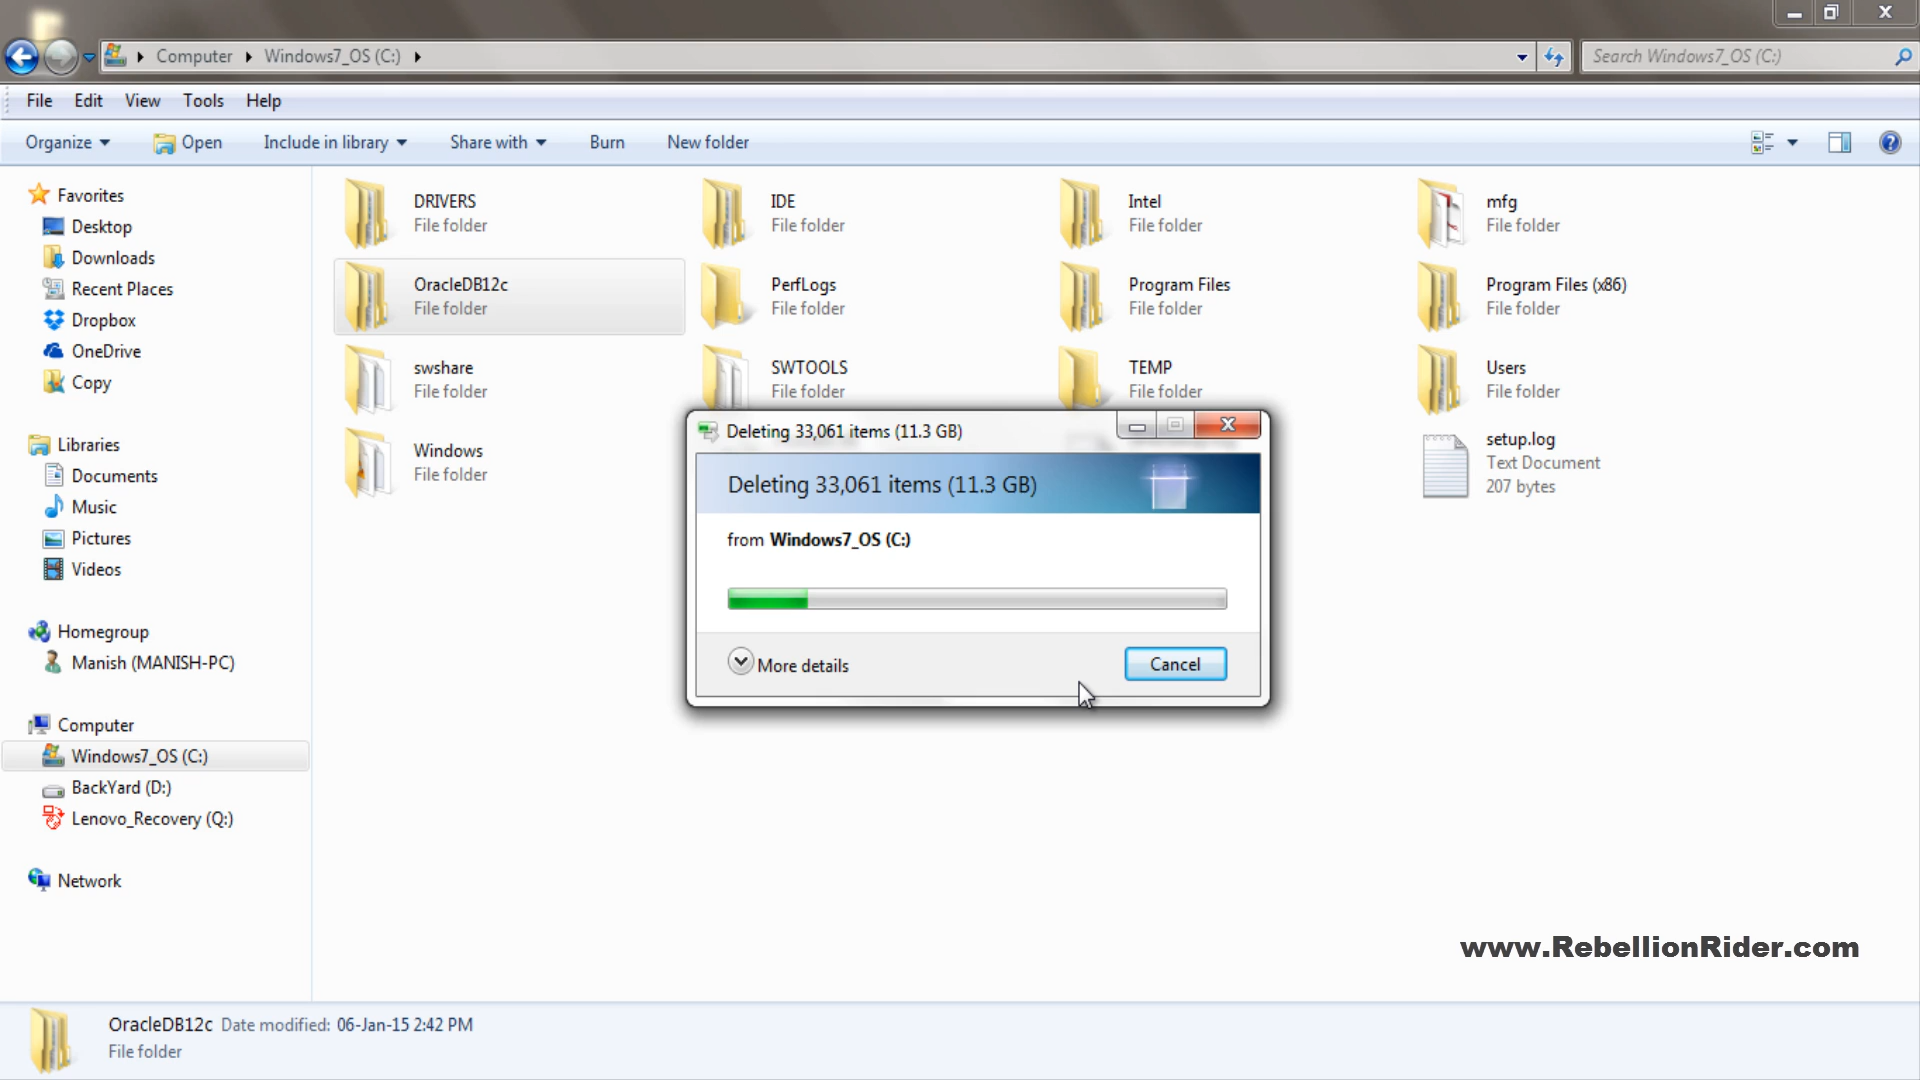 Computer Windows7_OS (C:)
Search Windows7_OS (C:)
File Edit View Tools Help
Organize Open Include in library Share with Burn New folder
Favorites
Desktop
Downloads
Recent Places
Dropbox
OneDrive
Copy
Libraries
Documents
Music
Pictures
Videos
Homegroup
Manish (MANISH-PC)
Computer
Windows7_OS (C:)
BackYard (D:)
Lenovo_Recovery (Q:)
Network
DRIVERS
File folder
IDE
File folder
Intel
File folder
mfg
File folder
OracleDB12c
File folder
PerfLogs
File folder
Program Files
File folder
Program Files (x86)
File folder
swshare
File folder
SWTOOLS
File folder
TEMP
File folder
Users
File folder
Windows
File folder
setup.log
Text Document
207 bytes
Deleting 33,061 items (11.3 GB)
Deleting 33,061 items (11.3 GB)
from Windows7_OS (C:)
More details
Cancel
www.RebellionRider.com
OracleDB12c Date modified: 06-Jan-15 2:42 PM
File folder